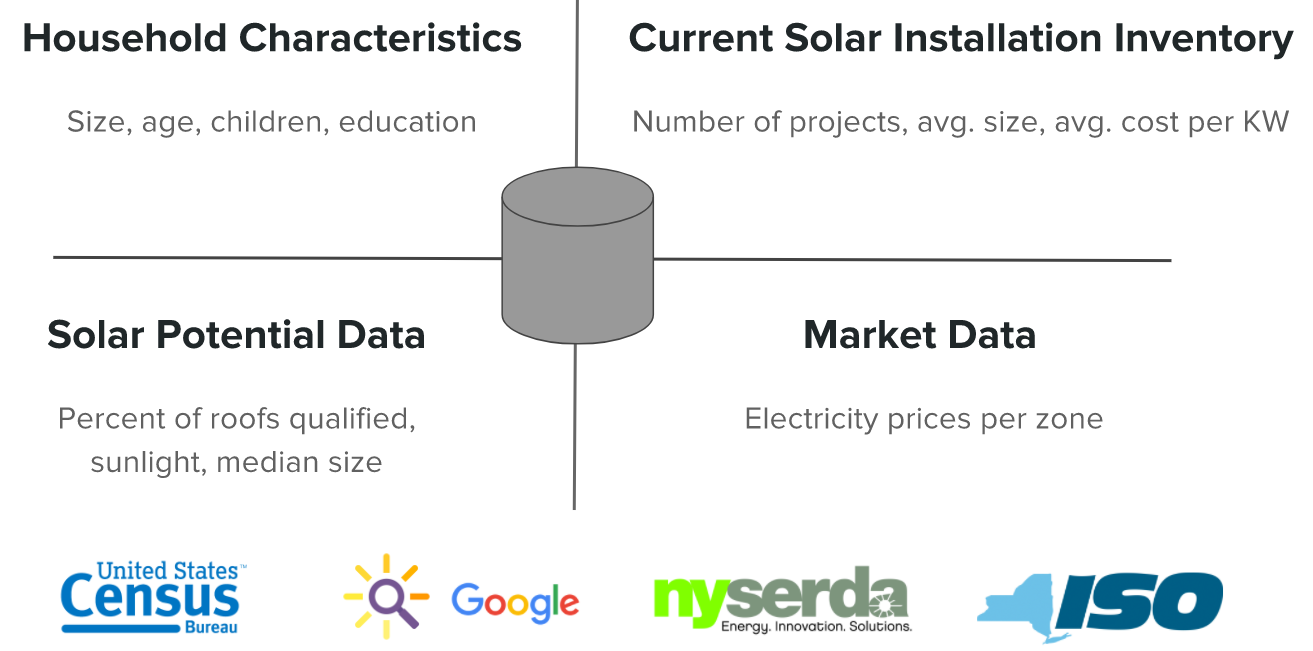 Household Characteristics
Size, age, children, education
Current Solar Installation Inventory
Number of projects, avg. size, avg. cost per KW
Solar Potential Data
Percent of roofs qualified,
sunlight, median size
Market Data
Electricity prices per zone
United States™
Census
Bureau
Google
nyserda
Energy. Innovation. Solutions.
ISO